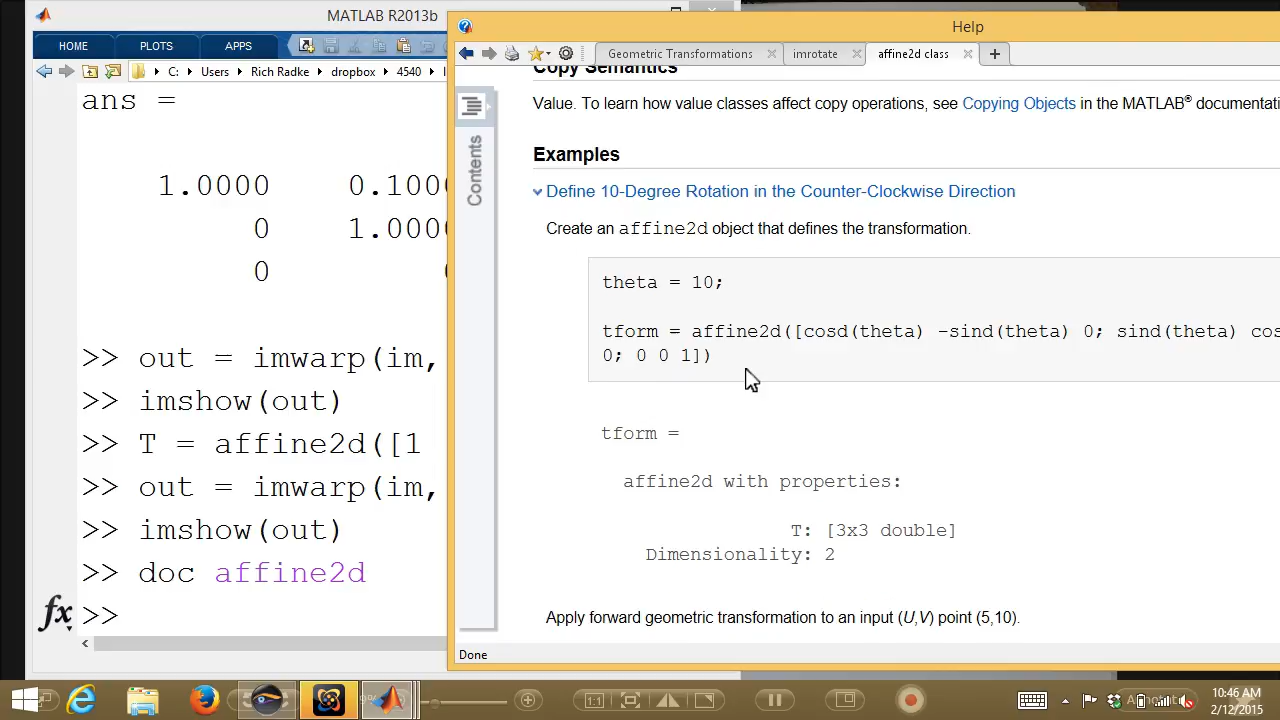 MATLAB R2013b
HOME PLOTS APPS
C: Users Rich Radke dropbox 4540
ans =
1.0000 0.1000
0 1.0000
0
>> out = imwarp(im,
>> imshow(out)
>> T = affine2d([1
>> out = imwarp(im,
>> imshow(out)
>> doc affine2d
>>
fx
Help
Geometric Transformations imrotate affine2d class
Contents
Copy Semantics
Value. To learn how value classes affect copy operations, see Copying Objects in the MATLAB® documentati
Examples
Define 10-Degree Rotation in the Counter-Clockwise Direction
Create an affine2d object that defines the transformation.
theta = 10;
tform = affine2d([cosd(theta) -sind(theta) 0; sind(theta) cos
0; 0 0 1])
tform =
affine2d with properties:
T: [3x3 double]
Dimensionality: 2
Apply forward geometric transformation to an input (U,V) point (5,10).
Done
1:1
10:46 AM
2/12/2015